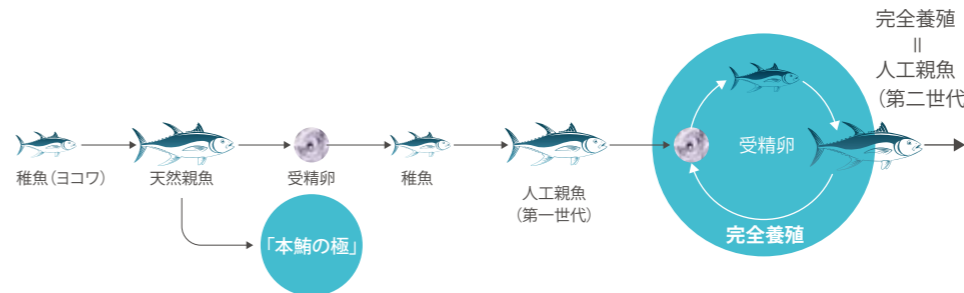 稚魚（ヨコワ）
天然親魚
受精卵
稚魚
人工親魚
（第一世代）
「本鮪の極」
受精卵
完全養殖
完全養殖
||
人工親魚
（第二世代